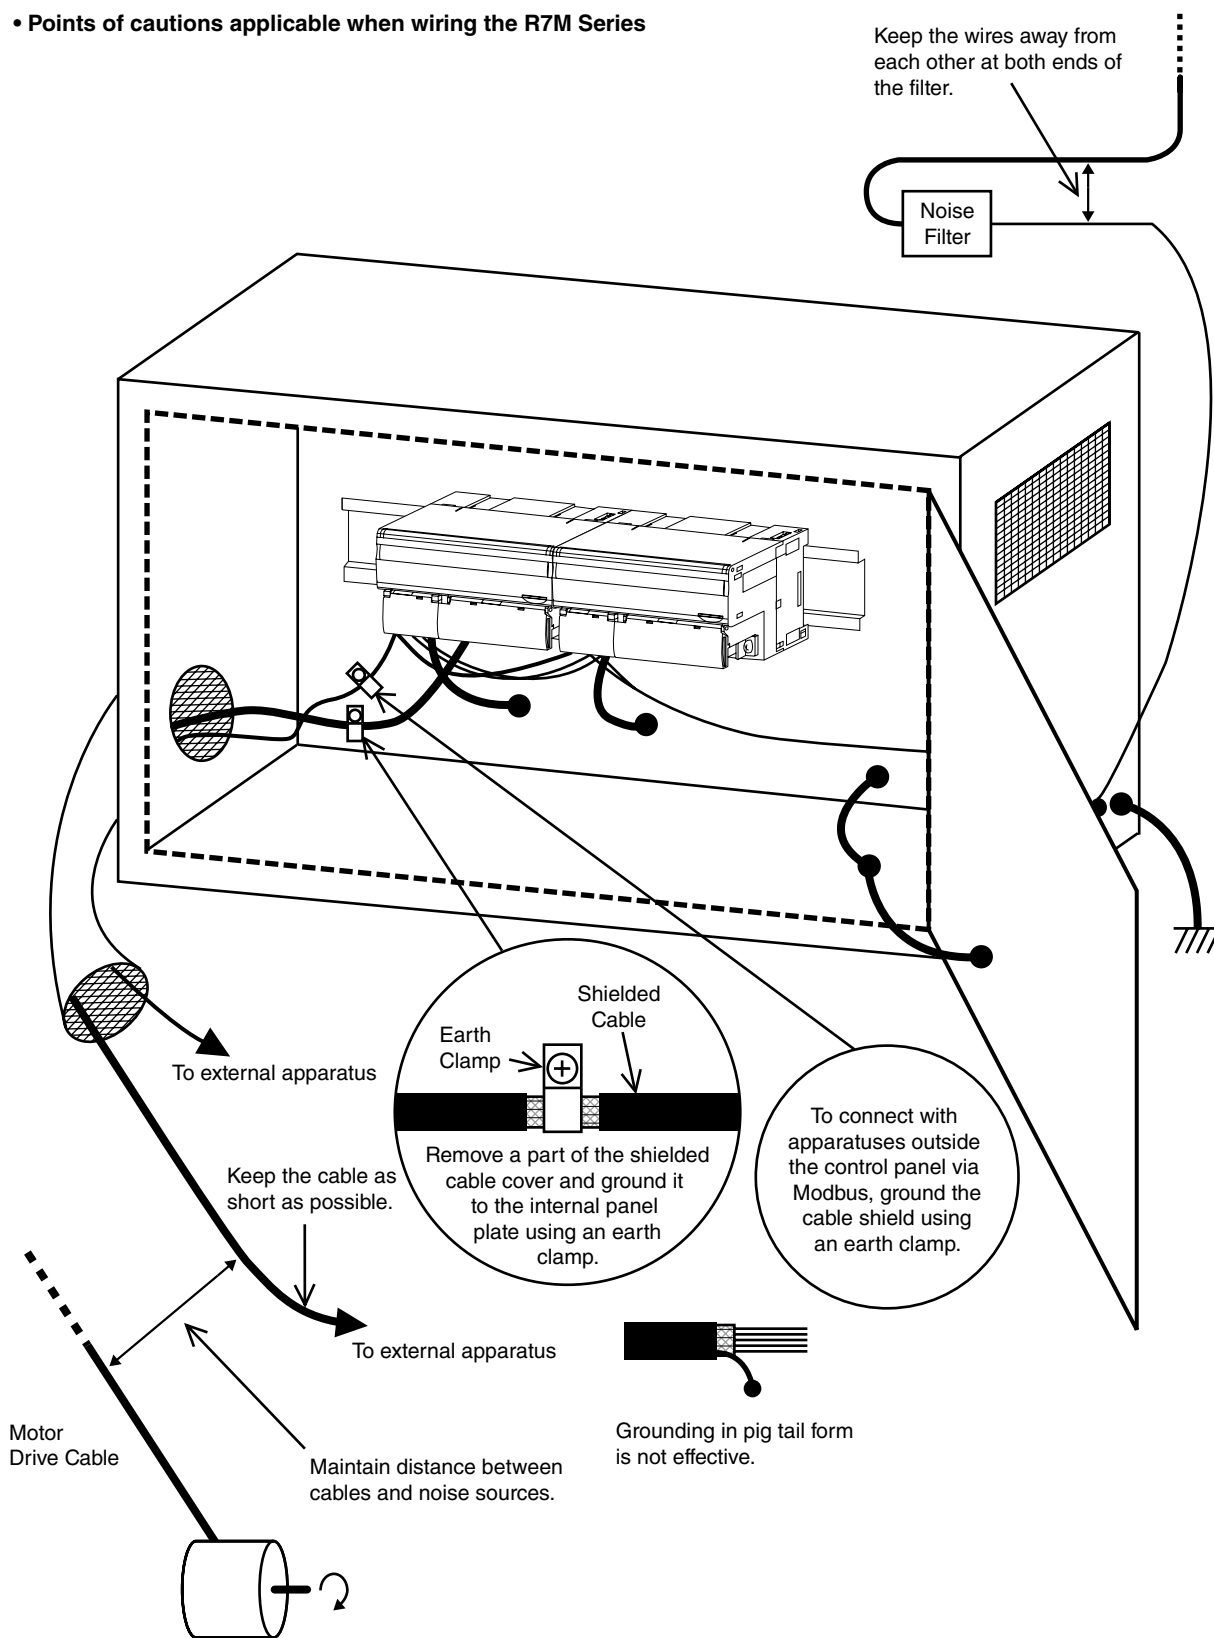 • Points of cautions applicable when wiring the R7M Series
Keep the wires away from
each other at both ends of
the filter.
Noise
Filter
Shielded
Cable
Earth
Clamp
To external apparatus
Remove a part of the shielded
cable cover and ground it
to the internal panel
plate using an earth
clamp.
To connect with
apparatuses outside
the control panel via
Modbus, ground the
cable shield using
an earth clamp.
Keep the cable as
short as possible.
To external apparatus
Motor
Drive Cable
Maintain distance between
cables and noise sources.
Grounding in pig tail form
is not effective.